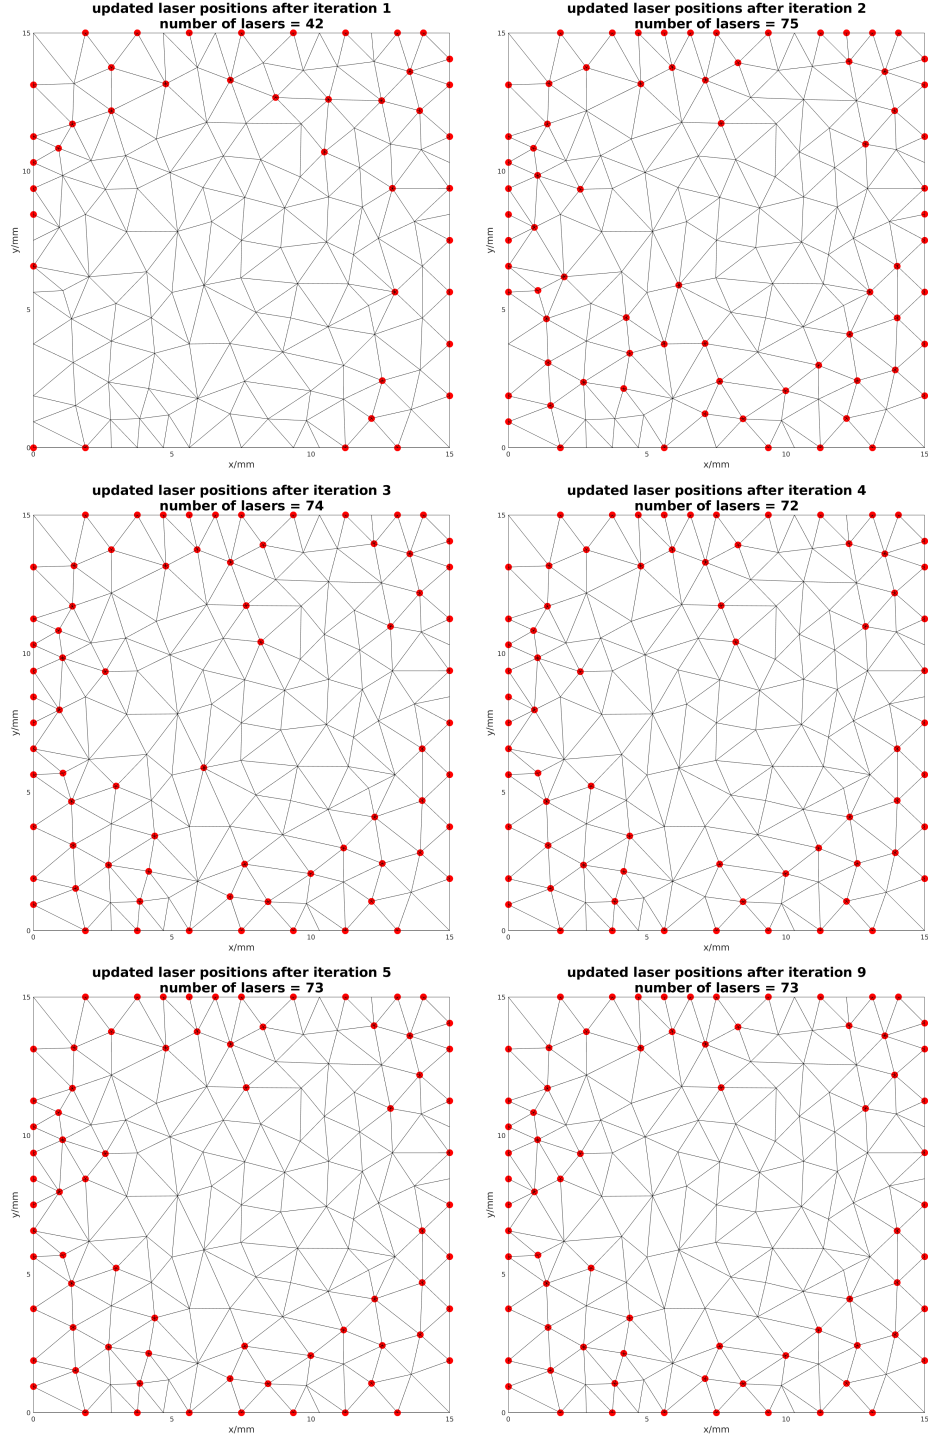 updated laser positions after iteration 1
number of lasers = 42
15
10
5
0
y/mm
0 5 10 15
x/mm
updated laser positions after iteration 2
number of lasers = 75
15
10
5
0
y/mm
0 5 10 15
x/mm
updated laser positions after iteration 3
number of lasers = 74
15
10
5
0
y/mm
0 5 10 15
x/mm
updated laser positions after iteration 4
number of lasers = 72
15
10
5
0
y/mm
0 5 10 15
x/mm
updated laser positions after iteration 5
number of lasers = 73
15
10
5
0
y/mm
0 5 10 15
x/mm
updated laser positions after iteration 9
number of lasers = 73
15
10
5
0
y/mm
0 5 10 15
x/mm